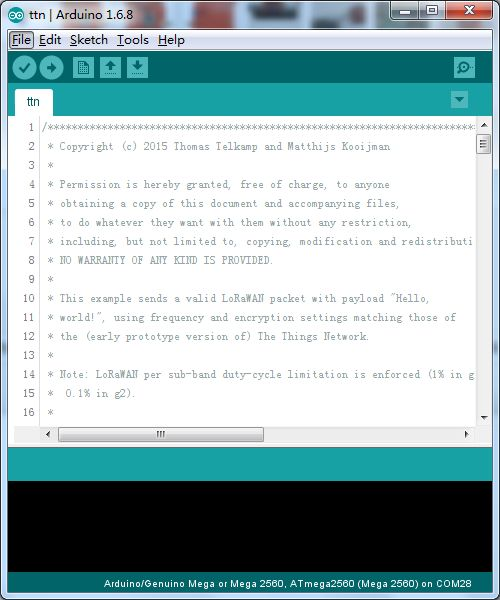 ttn | Arduino 1.6.8
File Edit Sketch Tools Help
ttn
1 /************************************************************************
2 * Copyright (c) 2015 Thomas Telkamp and Matthijs Kooijman
3 *
4 * Permission is hereby granted, free of charge, to anyone
5 * obtaining a copy of this document and accompanying files,
6 * to do whatever they want with them without any restriction,
7 * including, but not limited to, copying, modification and redistributi
8 * NO WARRANTY OF ANY KIND IS PROVIDED.
9 *
10 * This example sends a valid LoRaWAN packet with payload "Hello,
11 * world!", using frequency and encryption settings matching those of
12 * the (early prototype version of) The Things Network.
13 *
14 * Note: LoRaWAN per sub-band duty-cycle limitation is enforced (1% in g
15 *  0.1% in g2).
16 *
Arduino/Genuino Mega or Mega 2560, ATmega2560 (Mega 2560) on COM28